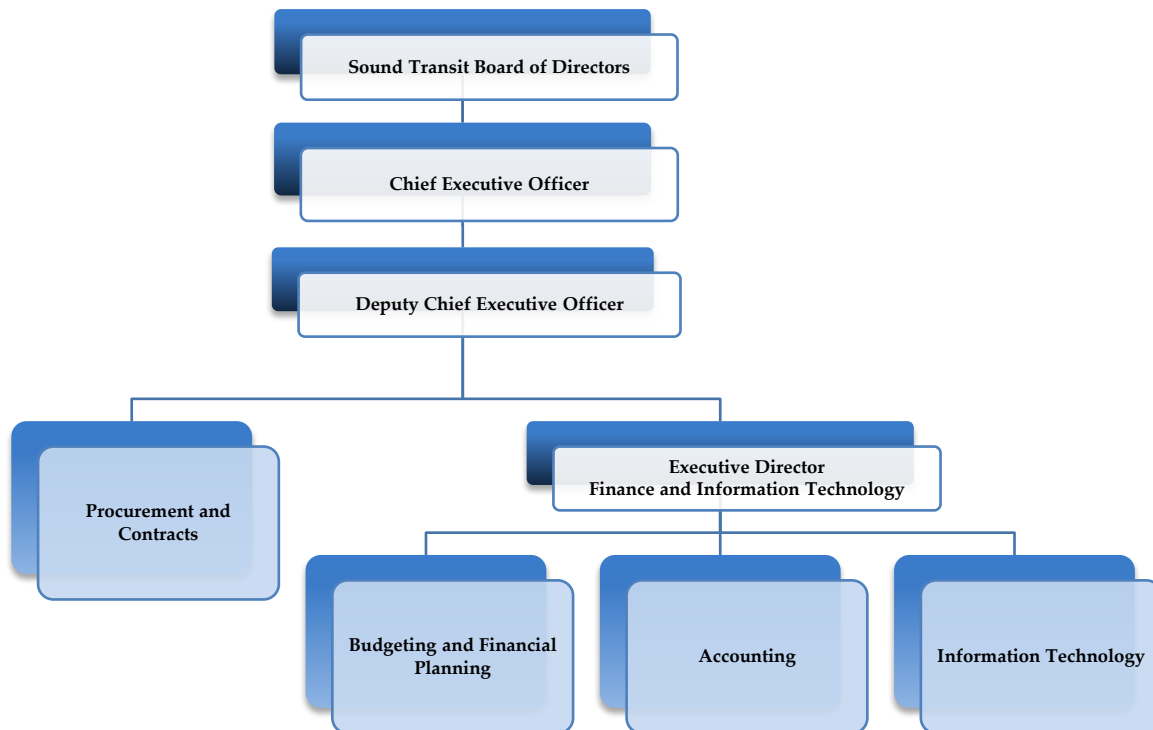 Sound Transit Board of Directors
Chief Executive Officer
Deputy Chief Executive Officer
Procurement and
Contracts
Executive Director
Finance and Information Technology
Budgeting and Financial
Planning
Accounting
Information Technology